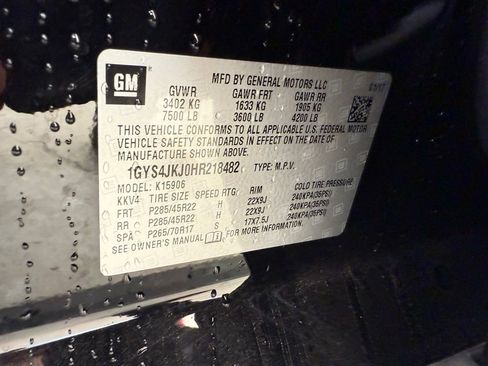 GM
MFD BY GENERAL MOTORS LLC
01/17
GVWR GAWR FRT GAWR RR
3402 KG 1633 KG 1905 KG
7500 LB 3600 LB 4200 LB
THIS VEHICLE CONFORMS TO ALL APPLICABLE U.S. FEDERAL MOTOR
VEHICLE SAFETY STANDARDS IN EFFECT ON THE DATE OF
MANUFACTURE SHOWN ABOVE.
1GYS4JKJ0HR218482 TYPE: M.P.V.
MODEL: K15906
KKV4 TIRE SIZE SPEED RTG. RIM COLD TIRE PRESSURE
FRT P285/45R22 H 22X9J 240KPA(35PSI)
RR P285/45R22 H 22X9J 240KPA(35PSI)
SPA P265/70R17 S 17X7.5J 240KPA(35PSI)
SEE OWNER'S MANUAL